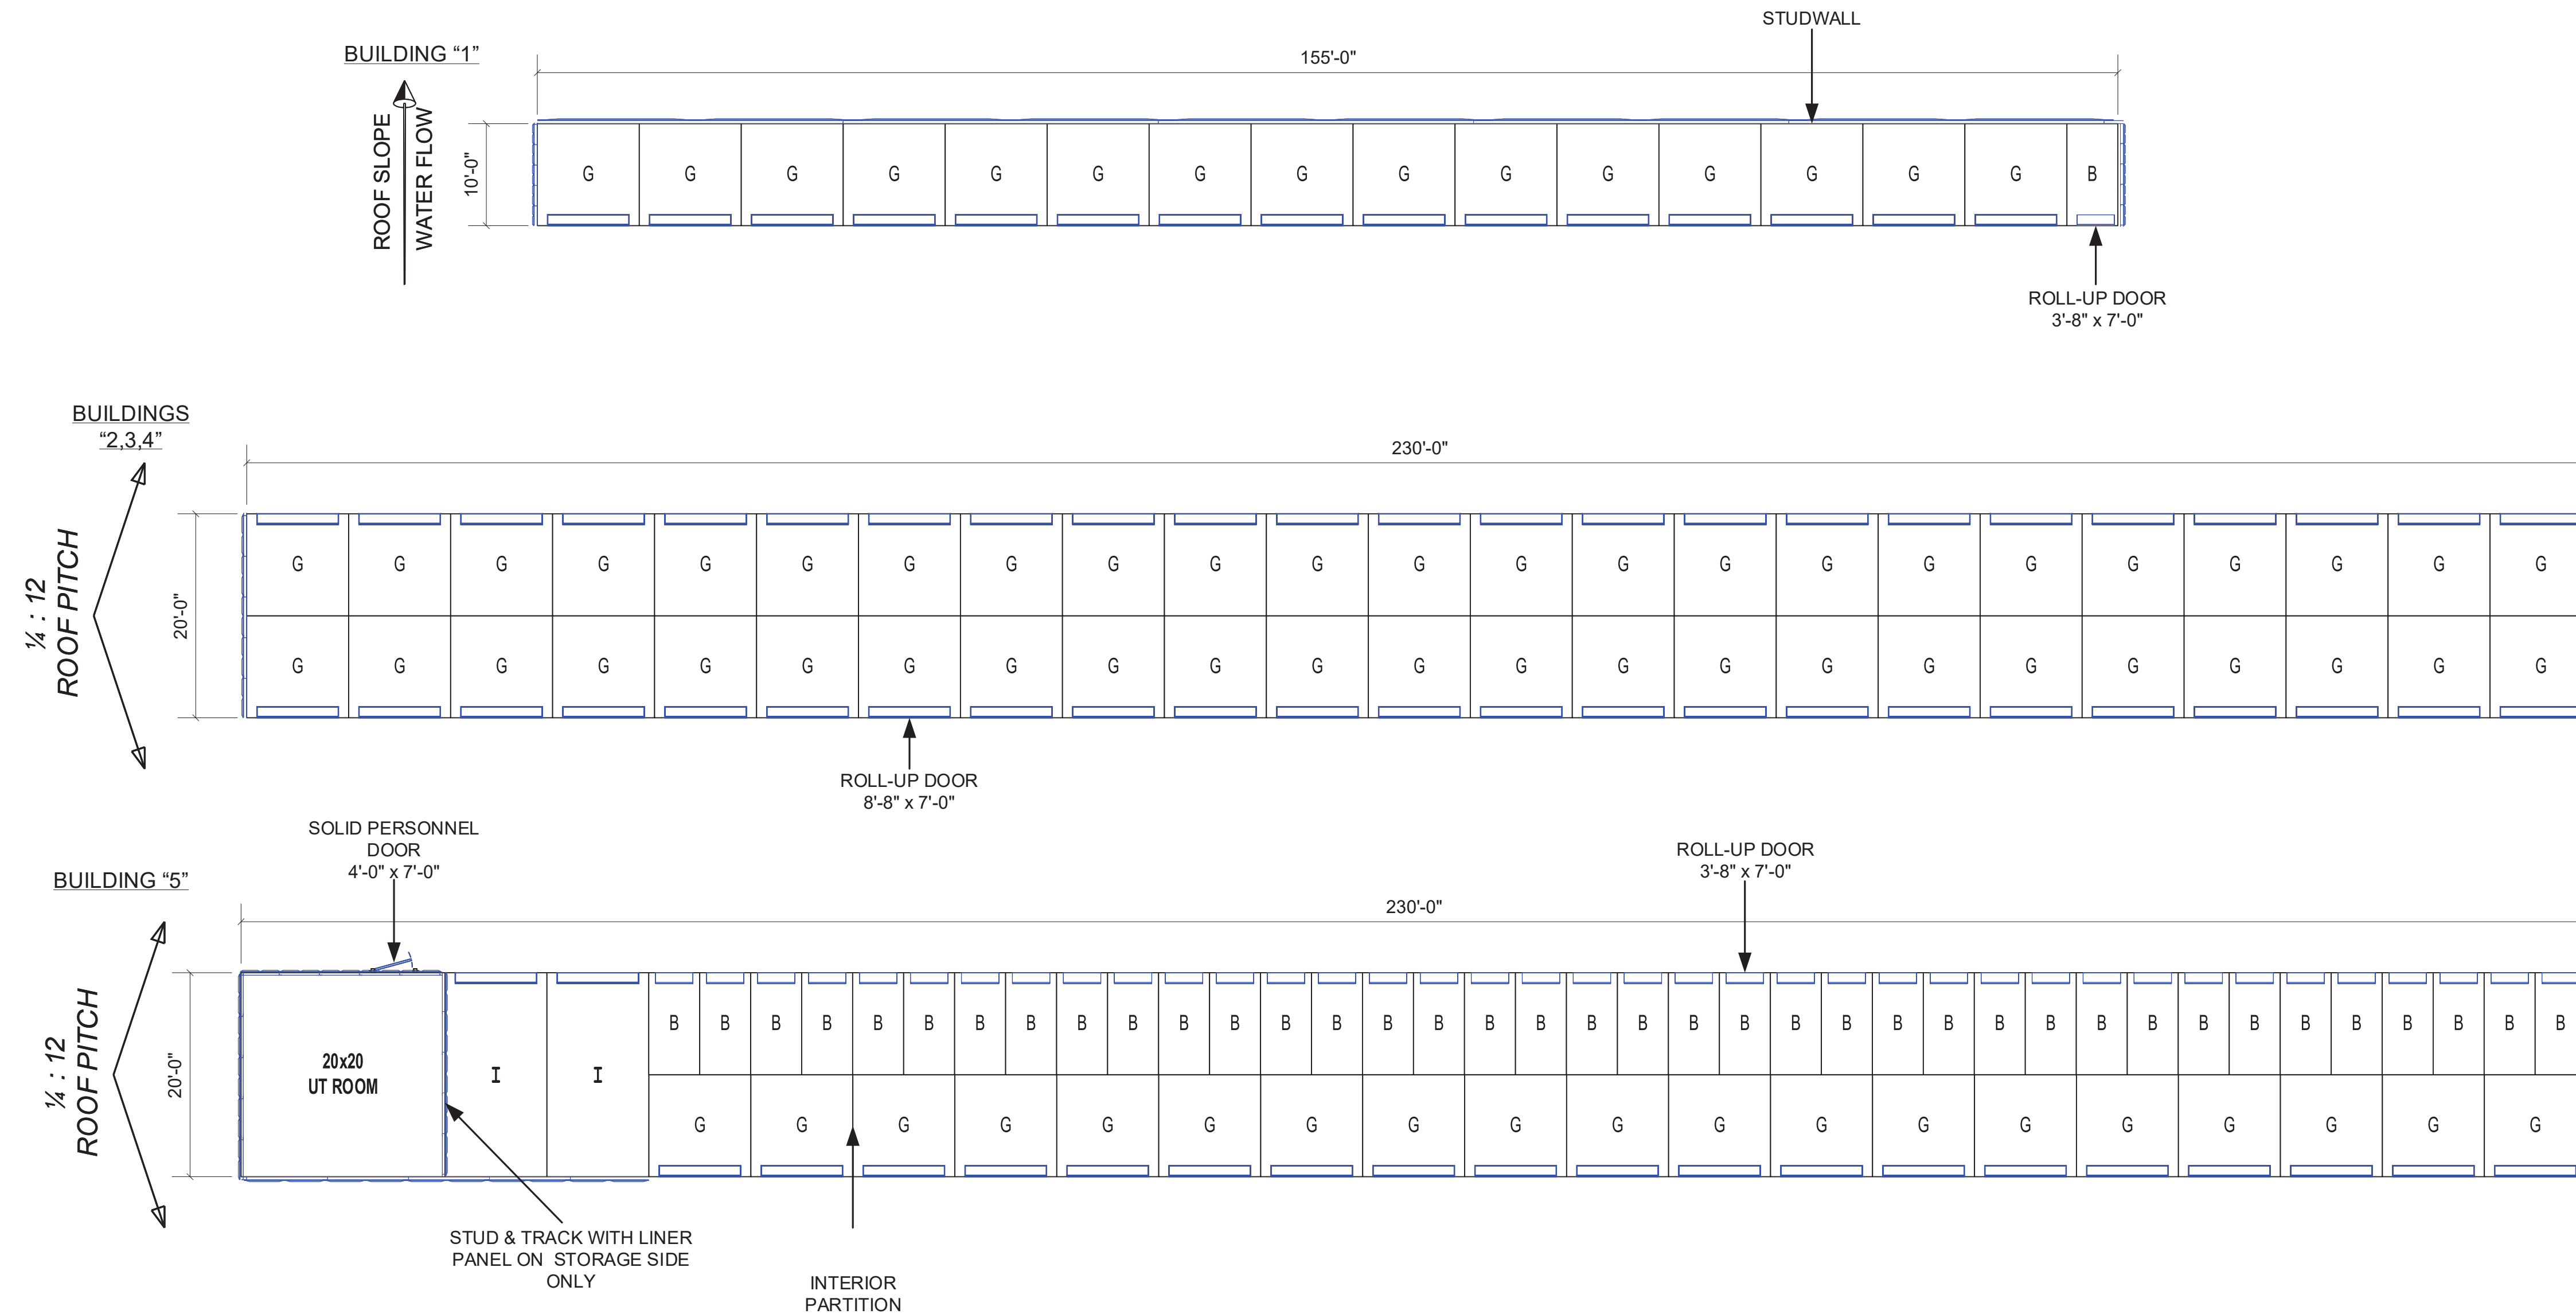 STUDWALL
BUILDING “1”
155'-0"
ROOF SLOPE
WATER FLOW
10'-0"
G G G G G G G G G G G G G G G B
ROLL-UP DOOR
3'-8" x 7'-0"
BUILDINGS
“2,3,4”
230'-0"
¼ : 12
ROOF PITCH
20'-0"
G G G G G G G G G G G G G G G G G G G G G G G
G G G G G G G G G G G G G G G G G G G G G G G
ROLL-UP DOOR
8'-8" x 7'-0"
SOLID PERSONNEL
DOOR
4'-0" x 7'-0"
ROLL-UP DOOR
3'-8" x 7'-0"
BUILDING “5”
230'-0"
¼ : 12
ROOF PITCH
20'-0"
B B B B B B B B B B B B B B B B B B B B B B B B B B B B B B B B B B B B B B
20x20
UT ROOM
I I
G G G G G G G G G G G G G G G G G G G
STUD & TRACK WITH LINER
PANEL ON STORAGE SIDE
ONLY
INTERIOR
PARTITION